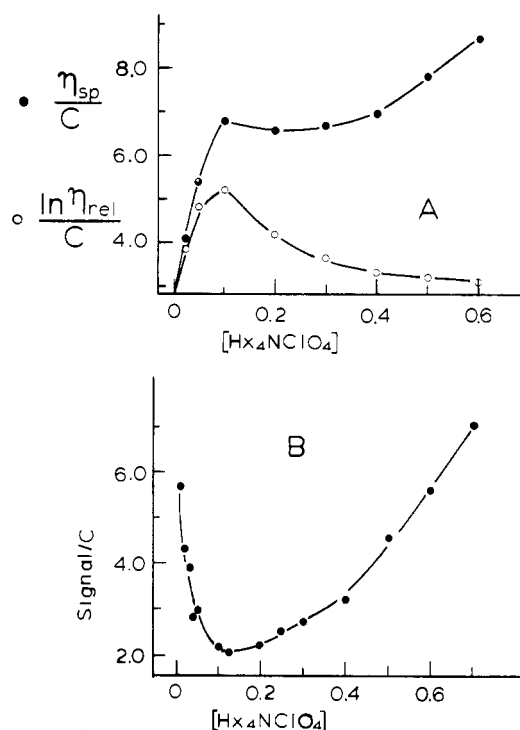 8.0
6.0
4.0
● ηsp
C
○ ln ηrel
C
A
0 0.2 0.4 0.6
[Hx₄NClO₄]
B
6.0
4.0
2.0
Signal/C
0 0.2 0.4 0.6
[Hx₄NClO₄]